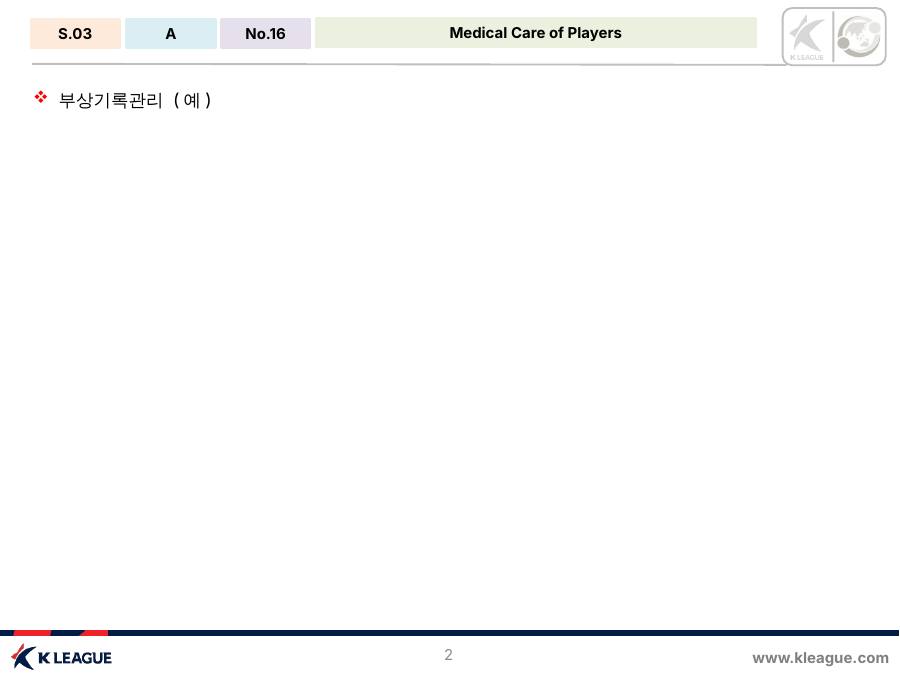 S.03 A No.16 Medical Care of Players
K LEAGUE
부상기록관리 ( 예 )
K LEAGUE 2 www.kleague.com